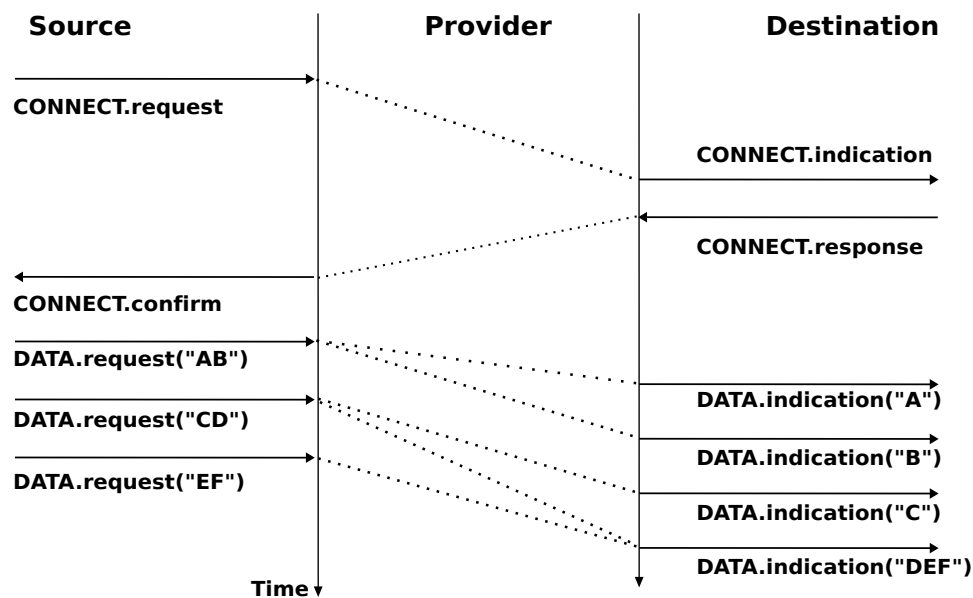 Source Provider Destination
CONNECT.request
CONNECT.indication
CONNECT.response
CONNECT.confirm
DATA.request("AB")
DATA.indication("A")
DATA.request("CD")
DATA.indication("B")
DATA.request("EF")
DATA.indication("C")
DATA.indication("DEF")
Time